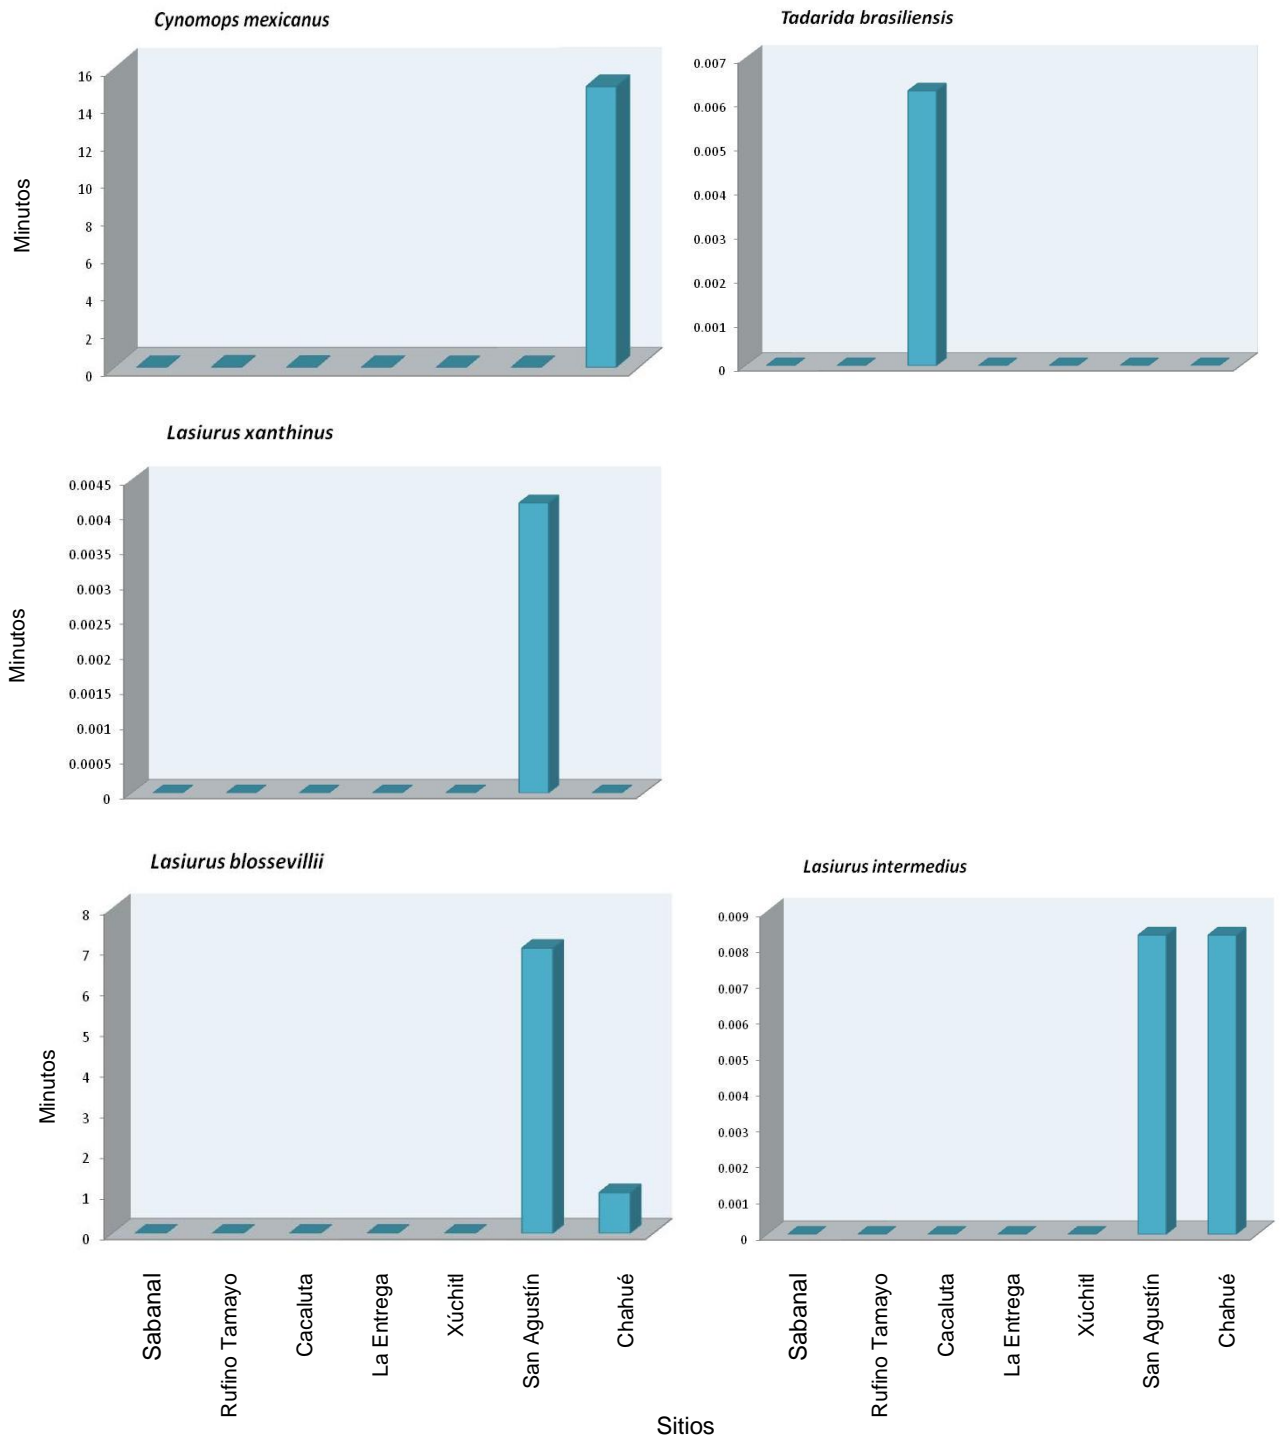 Cynomops mexicanus
Minutos
16
14
12
10
8
6
4
2
0
Tadarida brasiliensis
0.007
0.006
0.005
0.004
0.003
0.002
0.001
0
Lasiurus xanthinus
Minutos
0.0045
0.004
0.0035
0.003
0.0025
0.002
0.0015
0.001
0.0005
0
Lasiurus blossevillii
Minutos
8
7
6
5
4
3
2
1
0
Sabanal
Rufino Tamayo
Cacaluta
La Entrega
Xúchitl
San Agustín
Chahué
Lasiurus intermedius
0.009
0.008
0.007
0.006
0.005
0.004
0.003
0.002
0.001
0
Sabanal
Rufino Tamayo
Cacaluta
La Entrega
Xúchitl
San Agustín
Chahué
Sitios